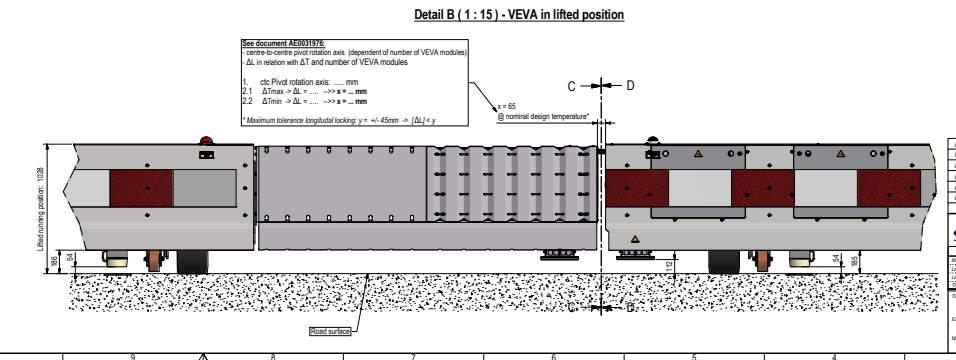 Detail B ( 1 : 15 ) - VEVA in lifted position
See document AE0031976:
- centre-to-centre pivot rotation axis (dependent of number of VEVA modules)
- ΔL in relation with ΔT and number of VEVA modules
1. ctc Pivot rotation axis: ..... mm
2.1 ΔTmax -> ΔL = ..... -->> x = ... mm
2.2 ΔTmin -> ΔL = ..... -->> x = ... mm
* Maximum tolerance longitudal locking: y = +/- 45mm -> |ΔL| < y
C
D
x = 65
@ nominal design temperature*
Lifted running position: 1028
186
54
112
54
185
C
D
Road surface
9
8
7
6
5
4